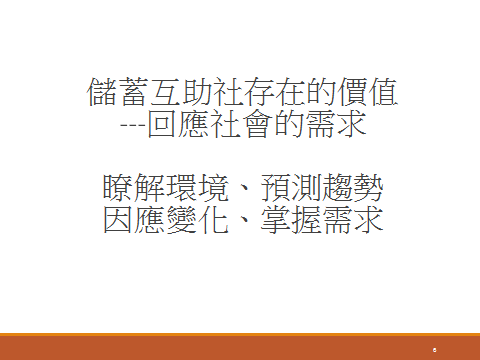 儲蓄互助社存在的價值
---回應社會的需求
瞭解環境、預測趨勢
因應變化、掌握需求
6